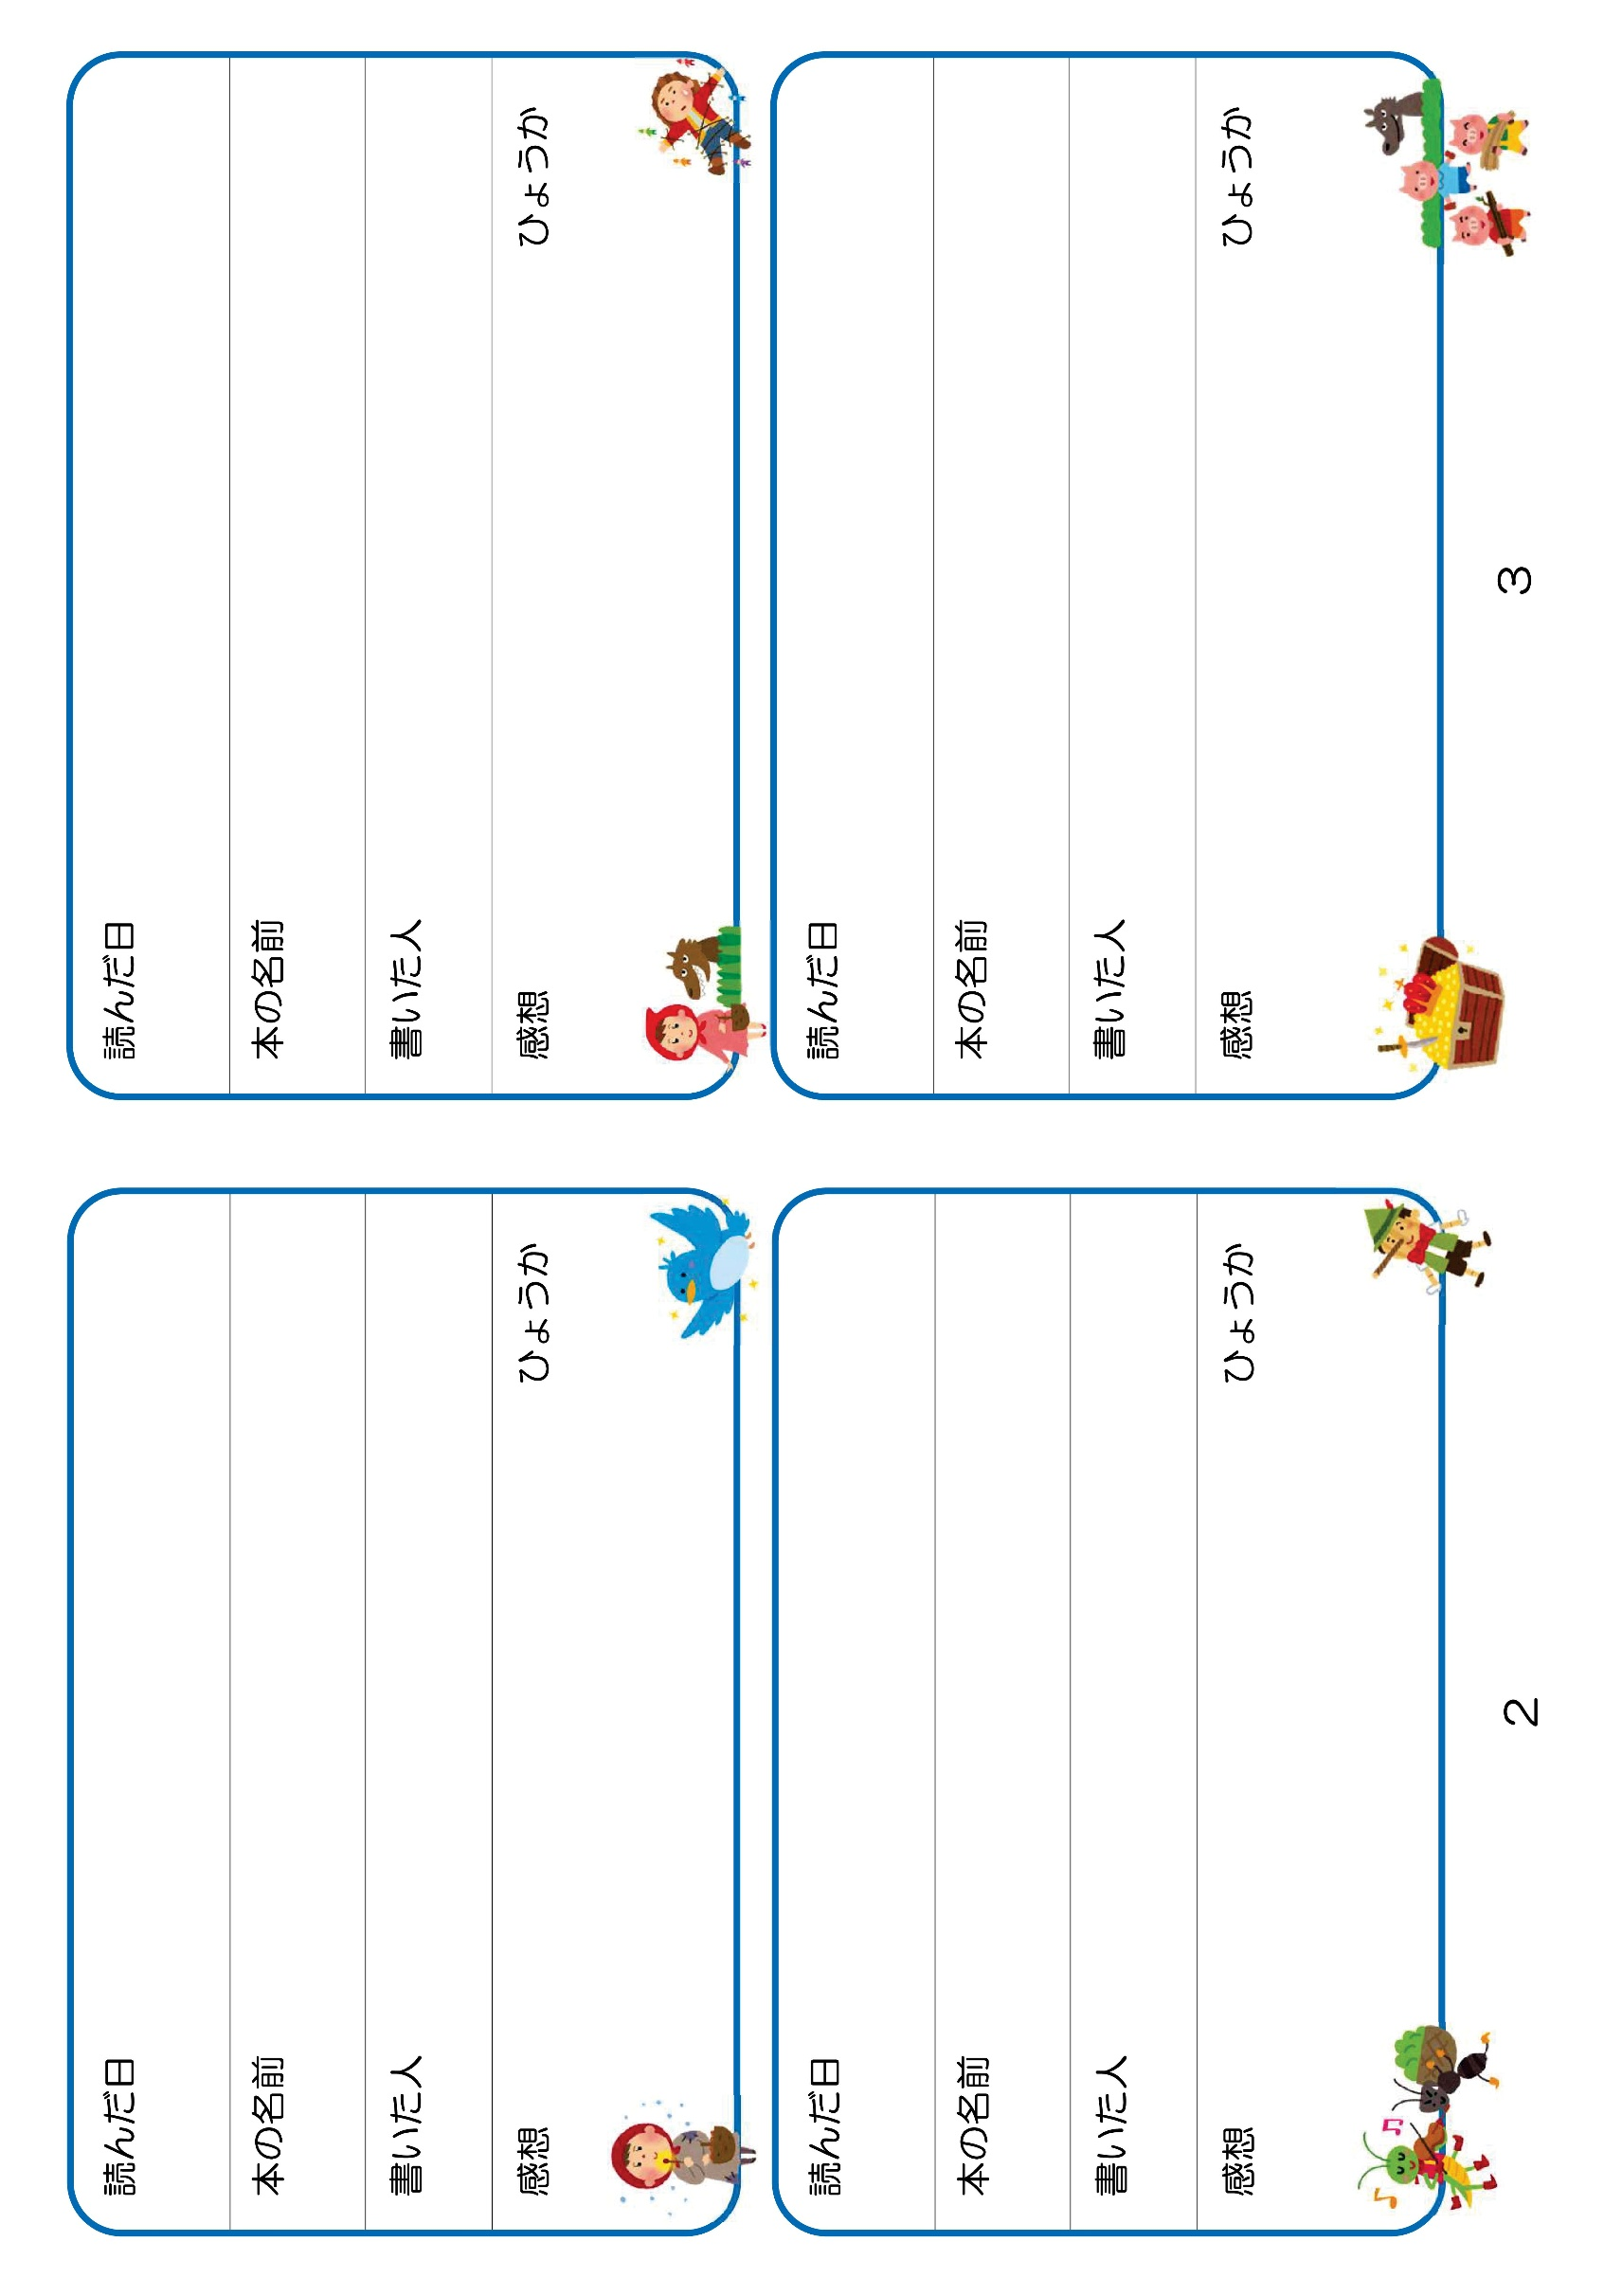 読んだ日
本の名前
書いた人
感想 ひょうか
読んだ日
本の名前
書いた人
感想 ひょうか
2
読んだ日
本の名前
書いた人
感想 ひょうか
読んだ日
本の名前
書いた人
感想 ひょうか
3